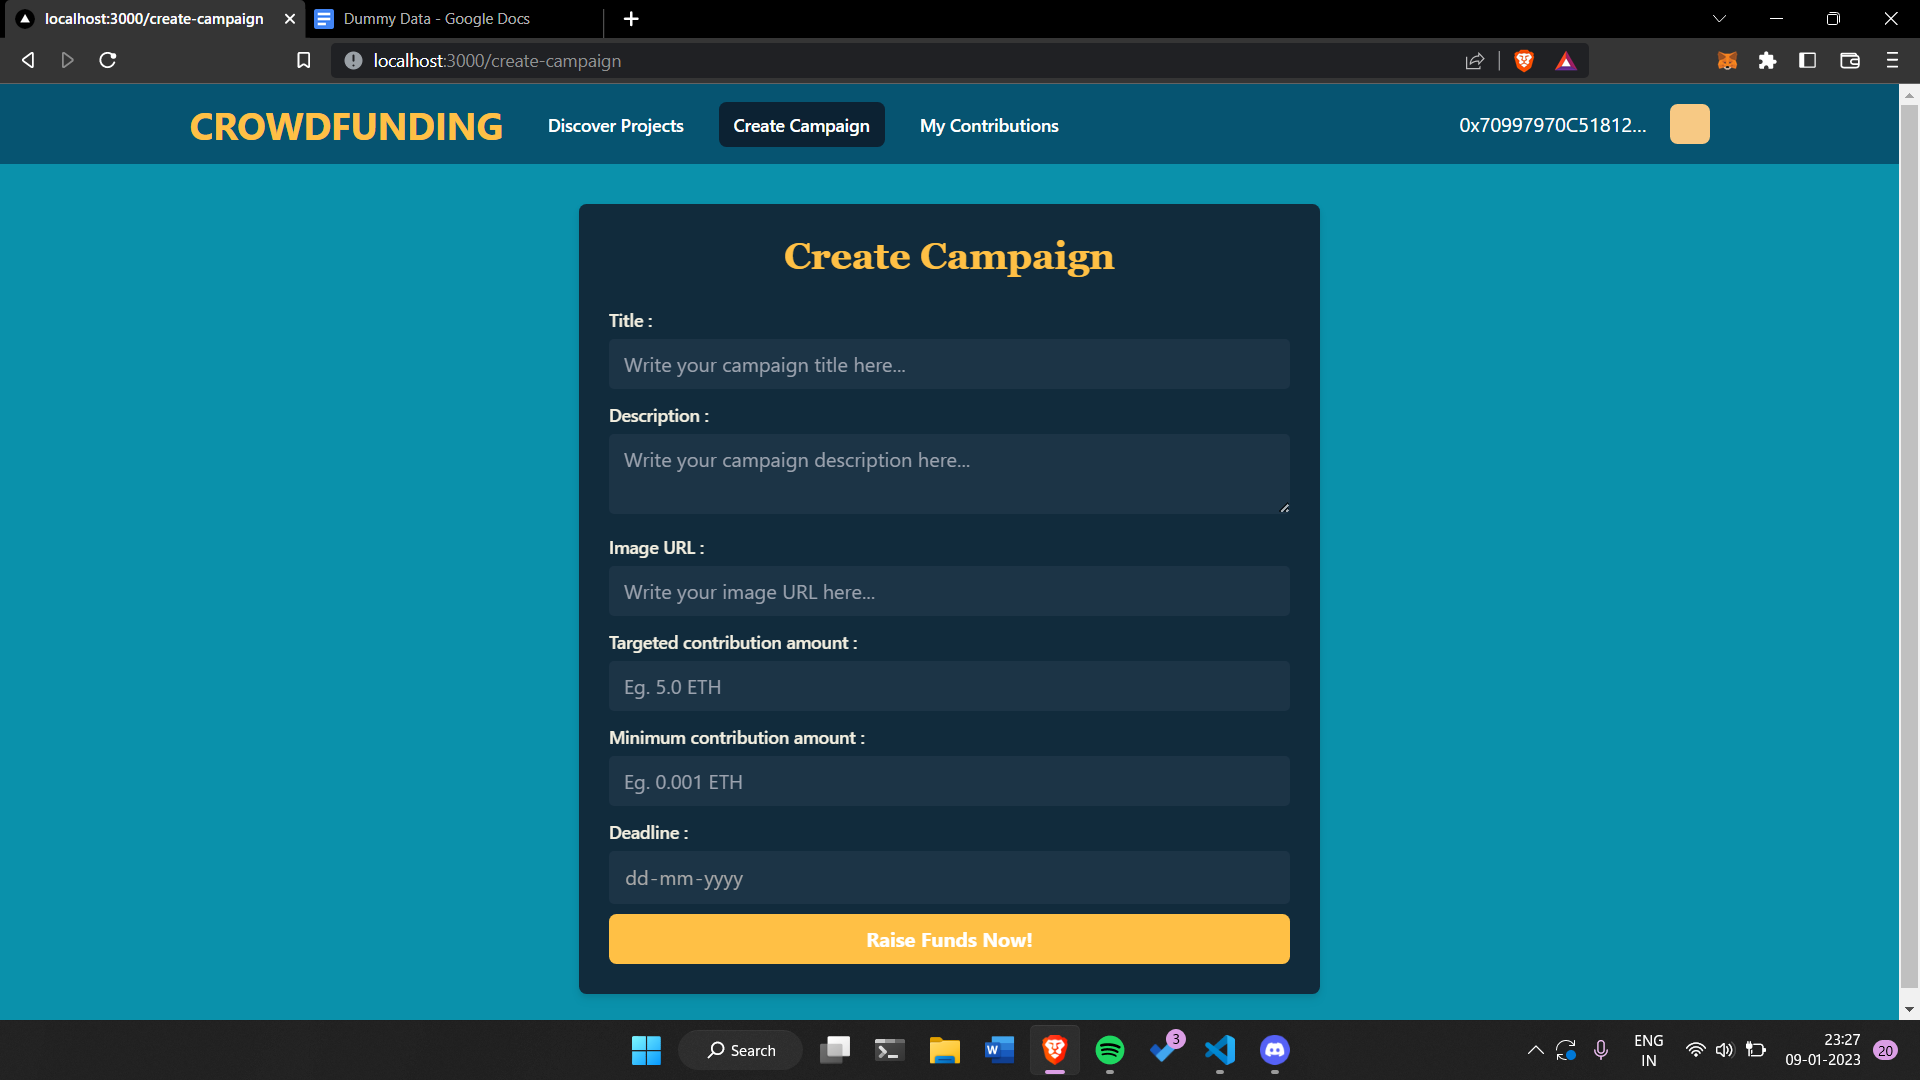 localhost:3000/create-campaign
Dummy Data - Google Docs
localhost:3000/create-campaign
CROWDFUNDING
Discover Projects
Create Campaign
My Contributions
0x70997970C51812...
Create Campaign
Title :
Write your campaign title here...
Description :
Write your campaign description here...
Image URL :
Write your image URL here...
Targeted contribution amount :
Eg. 5.0 ETH
Minimum contribution amount :
Eg. 0.001 ETH
Deadline :
dd-mm-yyyy
Raise Funds Now!
Search
W
3
ENG
IN
23:27
09-01-2023
20